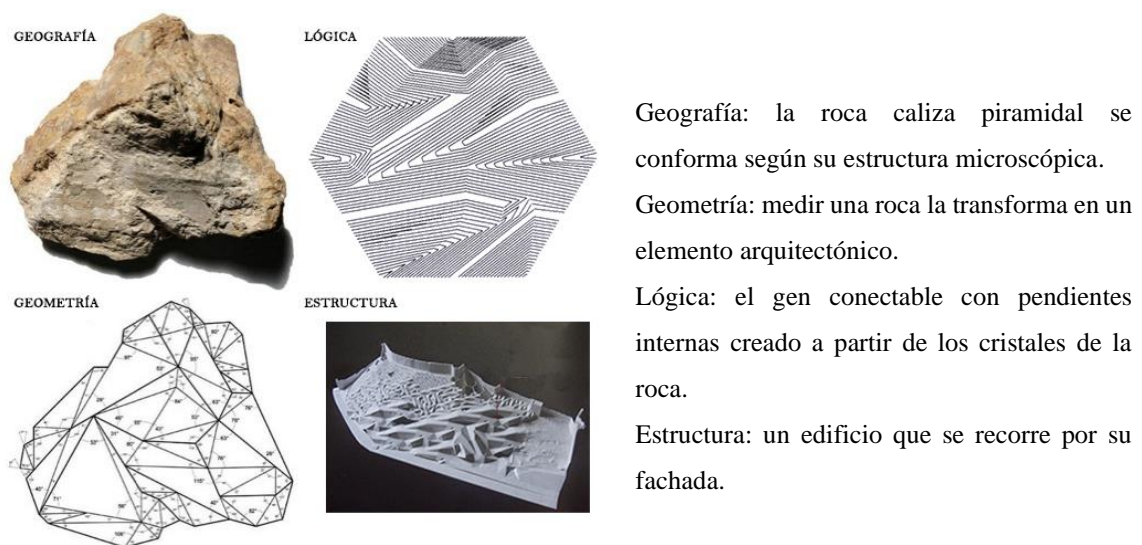 GEOGRAFÍA
LÓGICA
GEOMETRÍA
ESTRUCTURA
Geografía: la roca caliza piramidal se
conforma según su estructura microscópica.
Geometría: medir una roca la transforma en un
elemento arquitectónico.
Lógica: el gen conectable con pendientes
internas creado a partir de los cristales de la
roca.
Estructura: un edificio que se recorre por su
fachada.